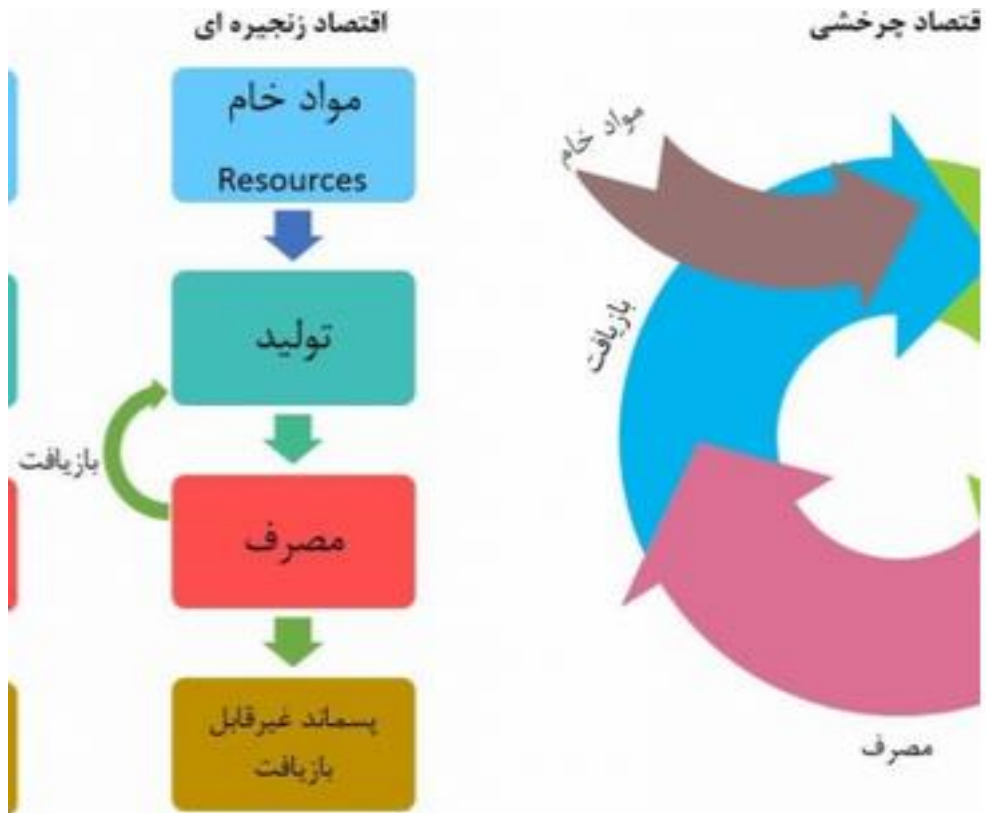 اقتصاد زنجیره ای
مواد خام
Resources
تولید
بازیافت
مصرف
پسماند غیرقابل
بازیافت
قتصاد چرخشی
مواد خام
بازیافت
مصرف